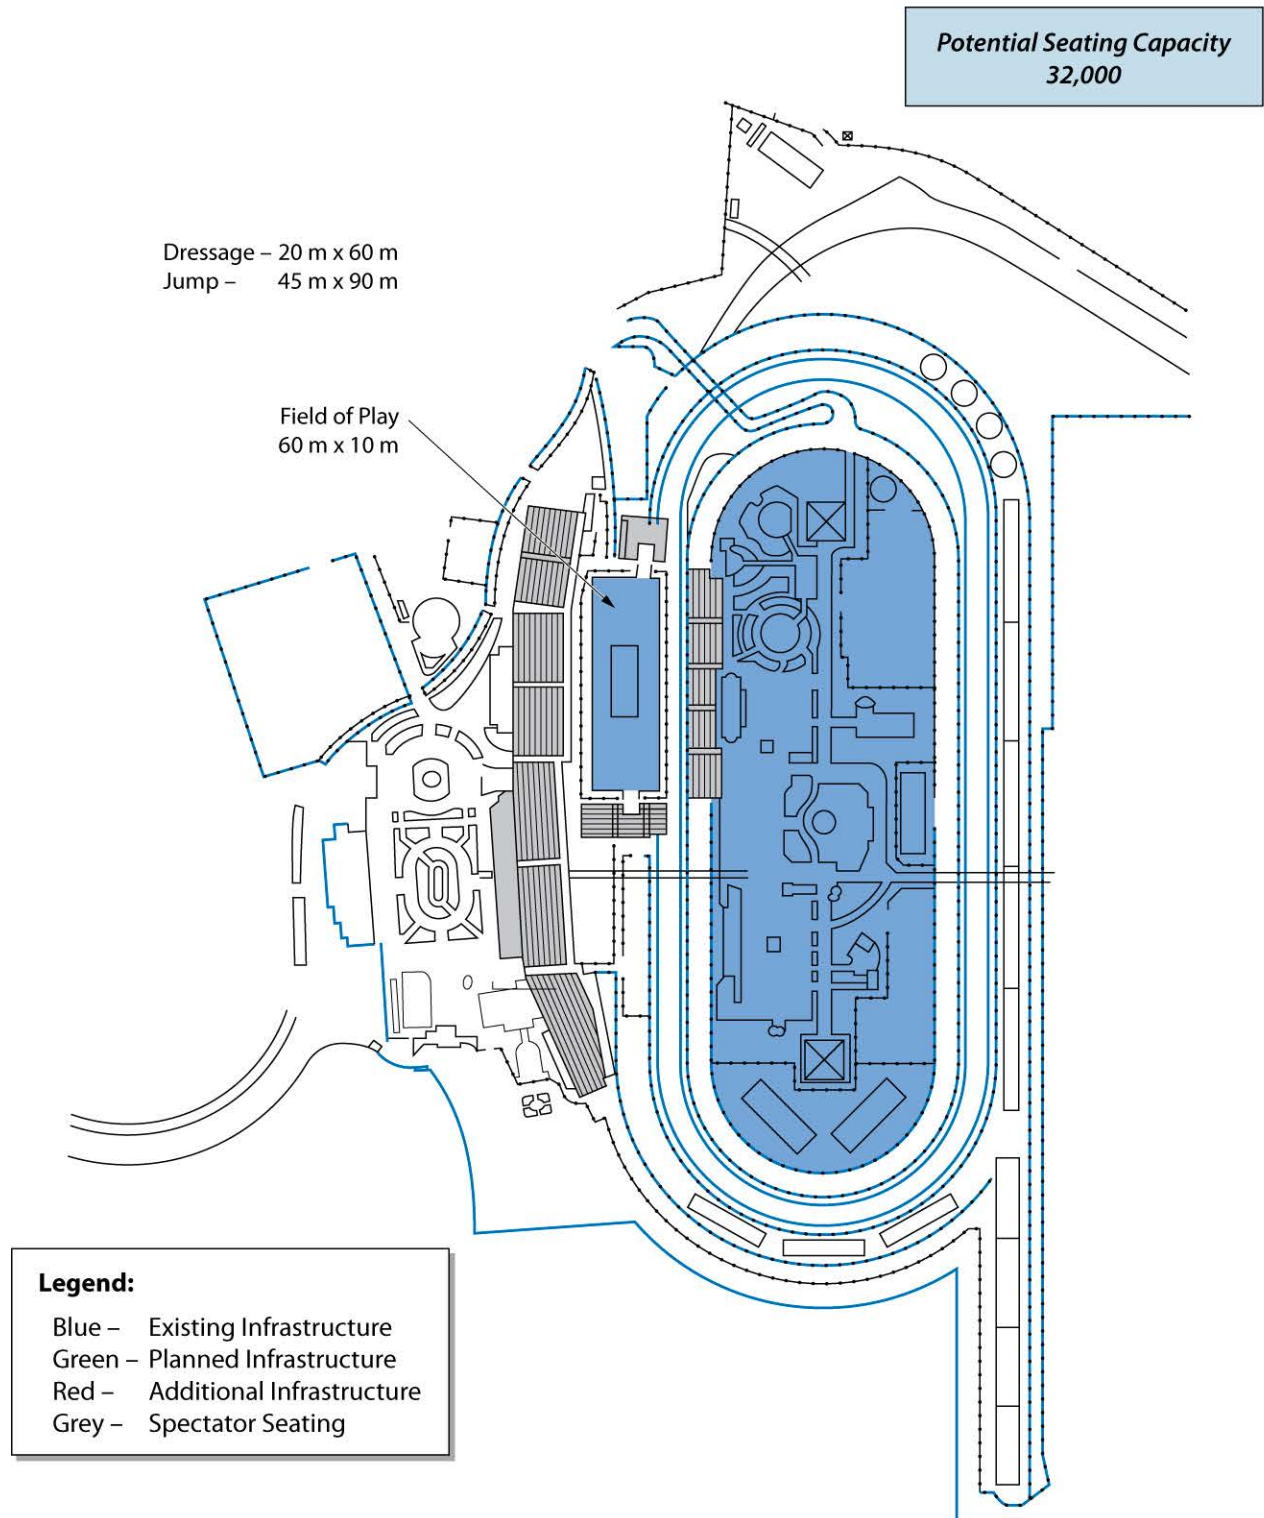 Potential Seating Capacity
32,000
Dressage – 20 m x 60 m
Jump – 45 m x 90 m
Field of Play
60 m x 10 m
Legend:
Blue – Existing Infrastructure
Green – Planned Infrastructure
Red – Additional Infrastructure
Grey – Spectator Seating